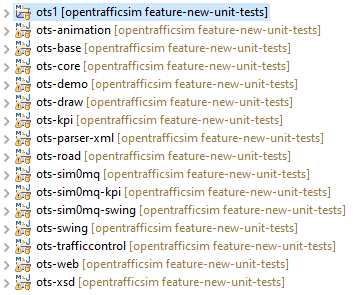 ots1 [opentrafficsim feature-new-unit-tests]
ots-animation [opentrafficsim feature-new-unit-tests]
ots-base [opentrafficsim feature-new-unit-tests]
ots-core [opentrafficsim feature-new-unit-tests]
ots-demo [opentrafficsim feature-new-unit-tests]
ots-draw [opentrafficsim feature-new-unit-tests]
ots-kpi [opentrafficsim feature-new-unit-tests]
ots-parser-xml [opentrafficsim feature-new-unit-tests]
ots-road [opentrafficsim feature-new-unit-tests]
ots-sim0mq [opentrafficsim feature-new-unit-tests]
ots-sim0mq-kpi [opentrafficsim feature-new-unit-tests]
ots-sim0mq-swing [opentrafficsim feature-new-unit-tests]
ots-swing [opentrafficsim feature-new-unit-tests]
ots-trafficcontrol [opentrafficsim feature-new-unit-tests]
ots-web [opentrafficsim feature-new-unit-tests]
ots-xsd [opentrafficsim feature-new-unit-tests]